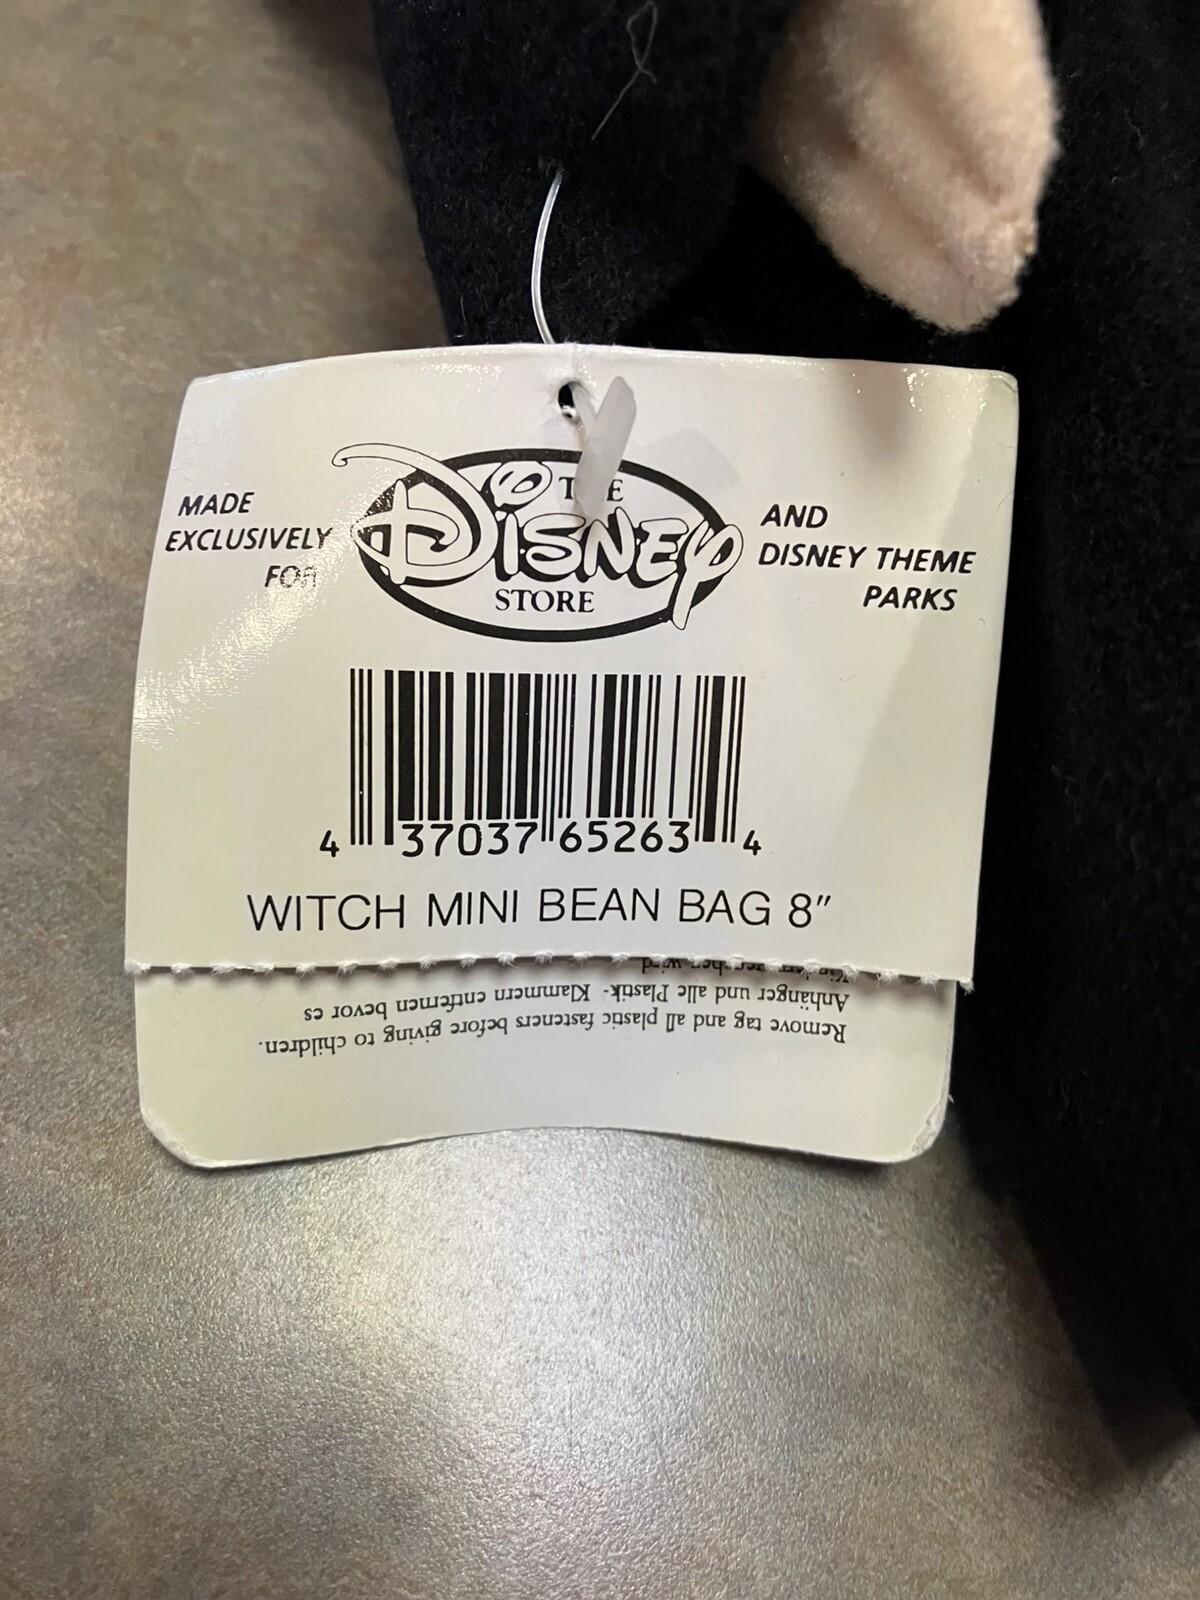 MADE
EXCLUSIVELY
FOR
THE
DISNEY
STORE
AND
DISNEY THEME
PARKS
4 37037 65263 4
WITCH MINI BEAN BAG 8"
Remove tag and all plastic fasteners before giving to children.
Anhänger und alle Plastik- Klammern entfernen bevor es